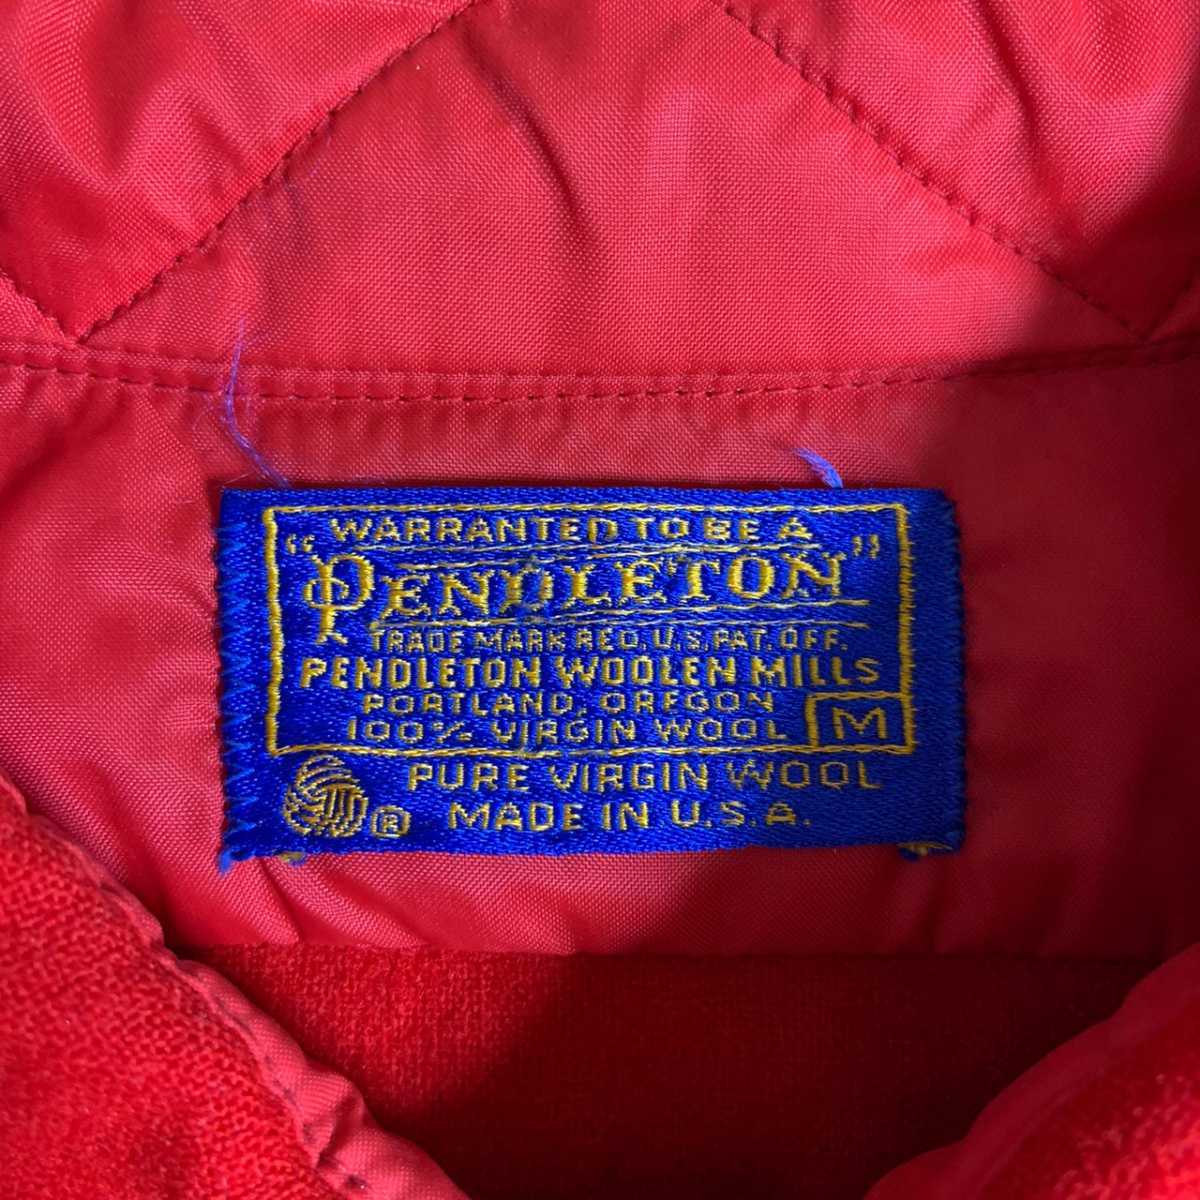 WARRANTED TO BE A
"PENDLETON"
TRADE MARK REG. U.S. PAT. OFF.
PENDLETON WOOLEN MILLS
PORTLAND, OREGON
100% VIRGIN WOOL M
PURE VIRGIN WOOL
® MADE IN U.S.A.